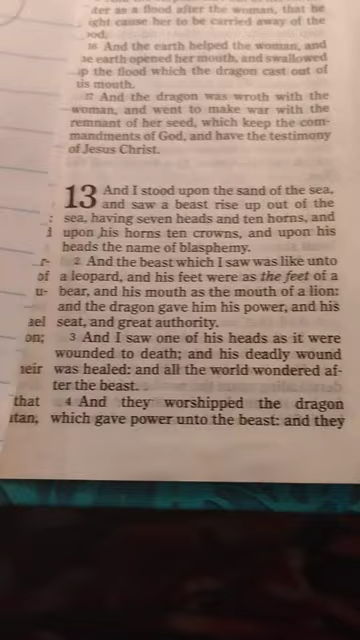 as a flood after the woman, that he
ight cause her to be carried away of the
ood.
16 And the earth helped the woman, and
he earth opened her mouth, and swallowed
p the flood which the dragon cast out of
is mouth.
17 And the dragon was wroth with the
woman, and went to make war with the
remnant of her seed, which keep the com-
mandments of God, and have the testimony
of Jesus Christ.
13 And I stood upon the sand of the sea,
and saw a beast rise up out of the
sea, having seven heads and ten horns, and
upon his horns ten crowns, and upon his
heads the name of blasphemy.
2 And the beast which I saw was like unto
of a leopard, and his feet were as the feet of a
u- bear, and his mouth as the mouth of a lion:
and the dragon gave him his power, and his
ael seat, and great authority.
on; 3 And I saw one of his heads as it were
wounded to death; and his deadly wound
heir was healed: and all the world wondered af-
ter the beast.
that 4 And they worshipped the dragon
atan, which gave power unto the beast: and they